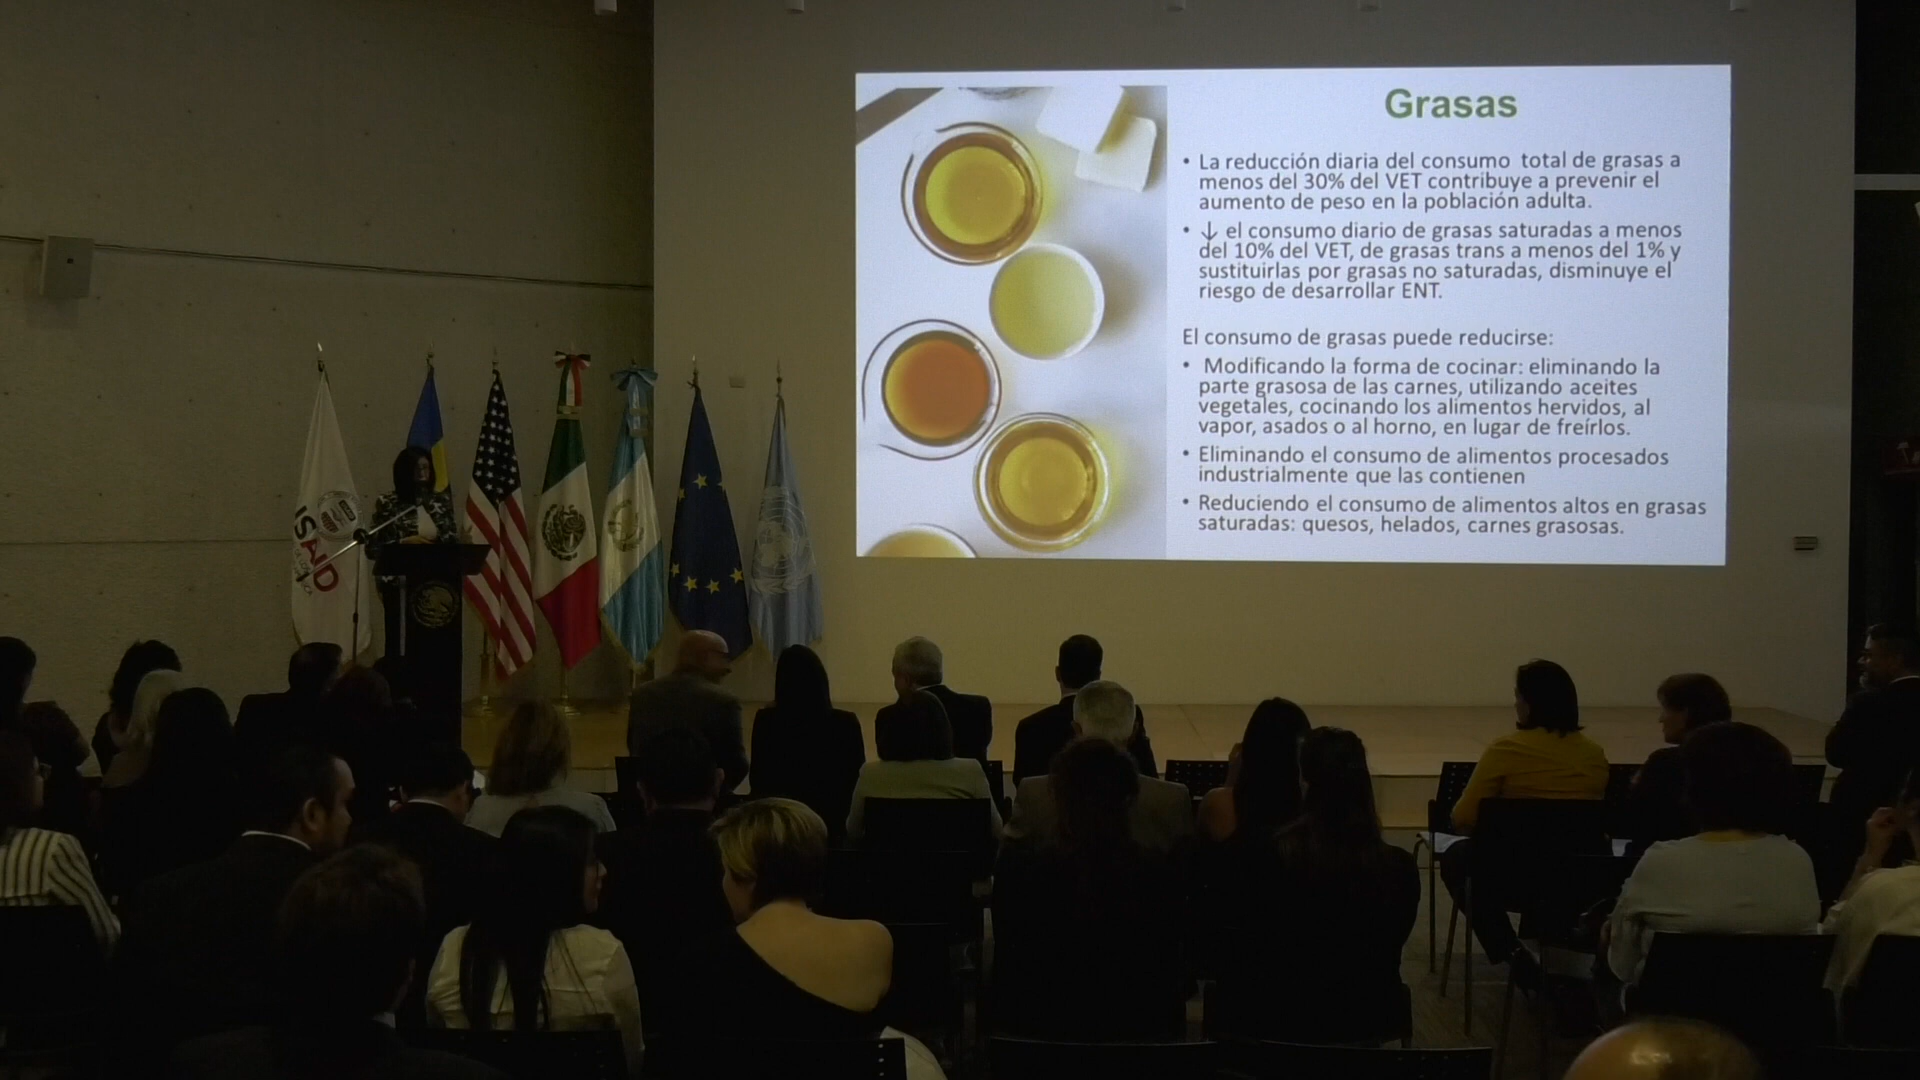 Grasas
• La reducción diaria del consumo total de grasas a
menos del 30% del VET contribuye a prevenir el
aumento de peso en la población adulta.
• ↓ el consumo diario de grasas saturadas a menos
del 10% del VET, de grasas trans a menos del 1% y
sustituirlas por grasas no saturadas, disminuye el
riesgo de desarrollar ENT.
El consumo de grasas puede reducirse:
• Modificando la forma de cocinar: eliminando la
parte grasosa de las carnes, utilizando aceites
vegetales, cocinando los alimentos hervidos, al
vapor, asados o al horno, en lugar de freírlos.
• Eliminando el consumo de alimentos procesados
industrialmente que las contienen
• Reduciendo el consumo de alimentos altos en grasas
saturadas: quesos, helados, carnes grasosas.